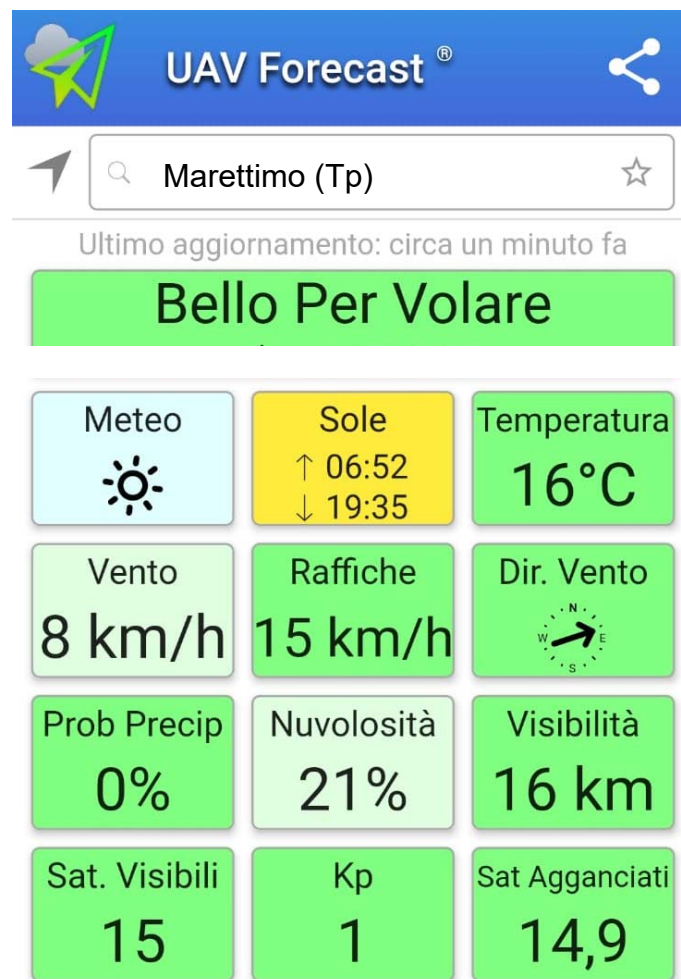 UAV Forecast ®
Marettimo (Tp)
Ultimo aggiornamento: circa un minuto fa
Bello Per Volare
Meteo
Sole
↑ 06:52
↓ 19:35
Temperatura
16°C
Vento
8 km/h
Raffiche
15 km/h
Dir. Vento
N
W E
S
Prob Precip
0%
Nuvolosità
21%
Visibilità
16 km
Sat. Visibili
15
Kp
1
Sat Agganciati
14,9